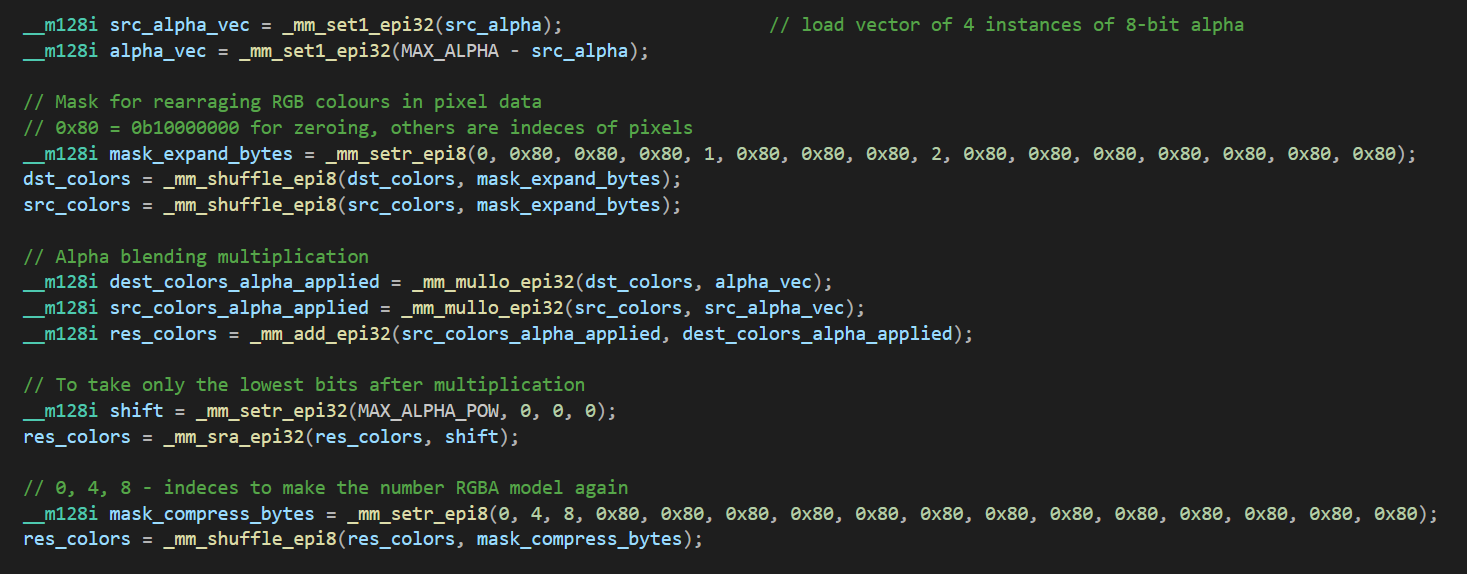 __m128i src_alpha_vec = _mm_set1_epi32(src_alpha); // load vector of 4 instances of 8-bit alpha
__m128i alpha_vec = _mm_set1_epi32(MAX_ALPHA - src_alpha);
// Mask for rearraging RGB colours in pixel data
// 0x80 = 0b10000000 for zeroing, others are indeces of pixels
__m128i mask_expand_bytes = _mm_setr_epi8(0, 0x80, 0x80, 0x80, 1, 0x80, 0x80, 0x80, 2, 0x80, 0x80, 0x80, 0x80, 0x80, 0x80, 0x80);
dst_colors = _mm_shuffle_epi8(dst_colors, mask_expand_bytes);
src_colors = _mm_shuffle_epi8(src_colors, mask_expand_bytes);
// Alpha blending multiplication
__m128i dest_colors_alpha_applied = _mm_mullo_epi32(dst_colors, alpha_vec);
__m128i src_colors_alpha_applied = _mm_mullo_epi32(src_colors, src_alpha_vec);
__m128i res_colors = _mm_add_epi32(src_colors_alpha_applied, dest_colors_alpha_applied);
// To take only the lowest bits after multiplication
__m128i shift = _mm_setr_epi32(MAX_ALPHA_POW, 0, 0, 0);
res_colors = _mm_sra_epi32(res_colors, shift);
// 0, 4, 8 - indeces to make the number RGBA model again
__m128i mask_compress_bytes = _mm_setr_epi8(0, 4, 8, 0x80, 0x80, 0x80, 0x80, 0x80, 0x80, 0x80, 0x80, 0x80, 0x80, 0x80, 0x80, 0x80);
res_colors = _mm_shuffle_epi8(res_colors, mask_compress_bytes);